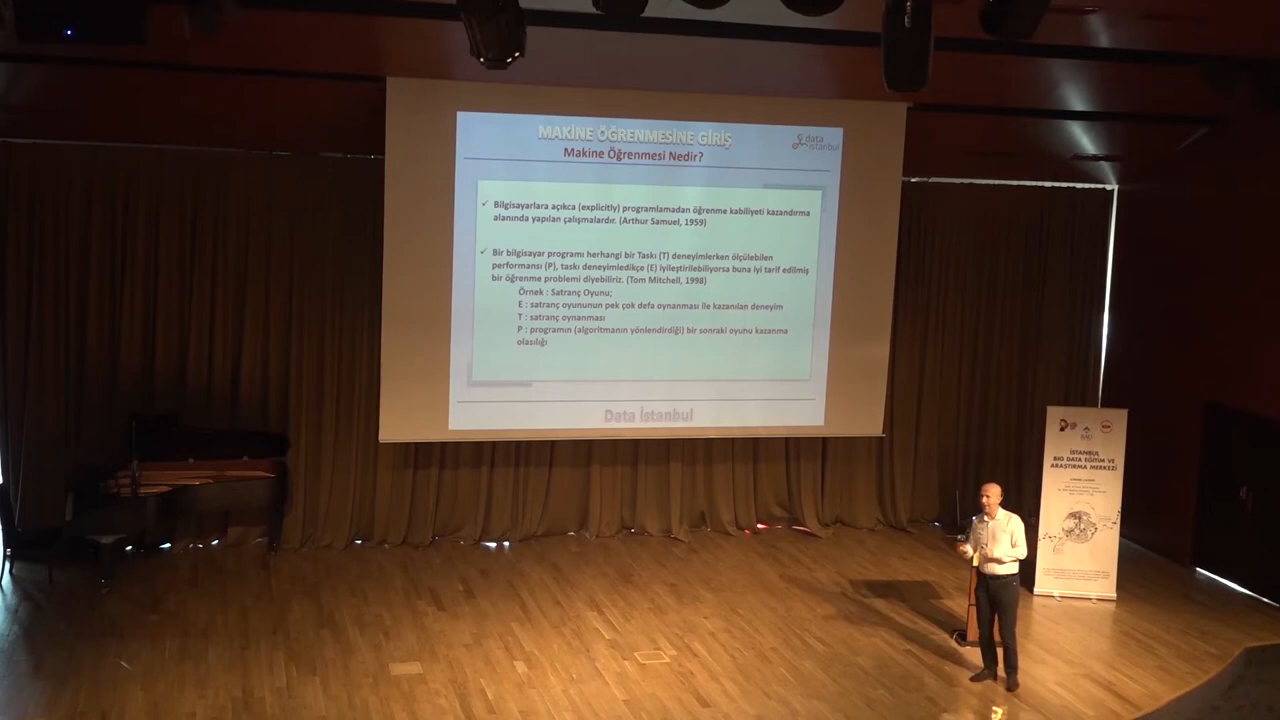 MAKİNE ÖĞRENMESİNE GİRİŞ
data istanbul
Makine Öğrenmesi Nedir?
Bilgisayarlara açıkca (explicitly) programlamadan öğrenme kabiliyeti kazandırma
alanında yapılan çalışmalardır. (Arthur Samuel, 1959)
Bir bilgisayar programı herhangi bir Taskı (T) deneyimlerken ölçülebilen
performansı (P), taskı deneyimledikçe (E) iyileştirilebiliyorsa buna iyi tarif edilmiş
bir öğrenme problemi diyebiliriz. (Tom Mitchell, 1998)
Örnek : Satranç Oyunu;
E : satranç oyununun pek çok defa oynanması ile kazanılan deneyim
T : satranç oynanması
P : programın (algoritmanın yönlendirdiği) bir sonraki oyunu kazanma
olasılığı
Data İstanbul
İSTANBUL
BIG DATA EĞİTİM VE
ARAŞTIRMA MERKEZİ